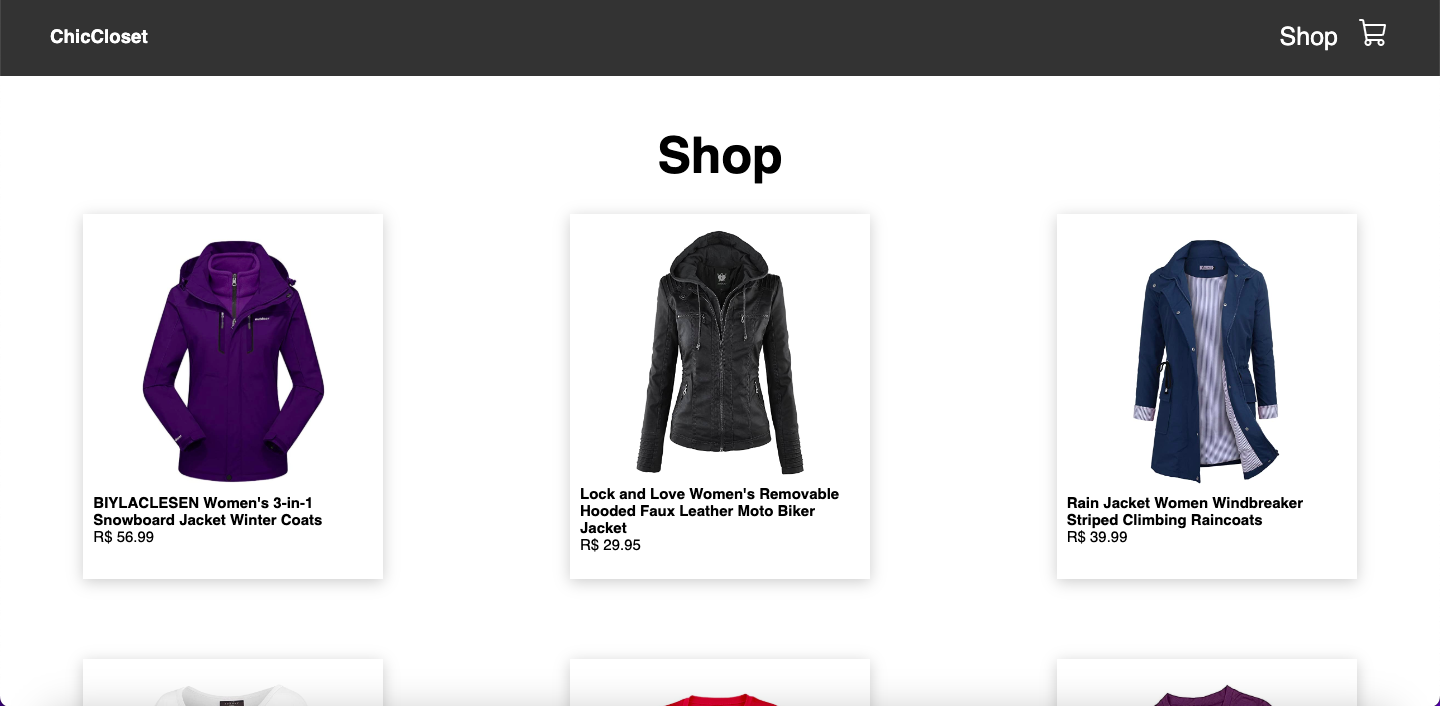 ChicCloset
Shop
Shop
BIYLACLESEN Women's 3-in-1
Snowboard Jacket Winter Coats
R$ 56.99
Lock and Love Women's Removable
Hooded Faux Leather Moto Biker
Jacket
R$ 29.95
Rain Jacket Women Windbreaker
Striped Climbing Raincoats
R$ 39.99